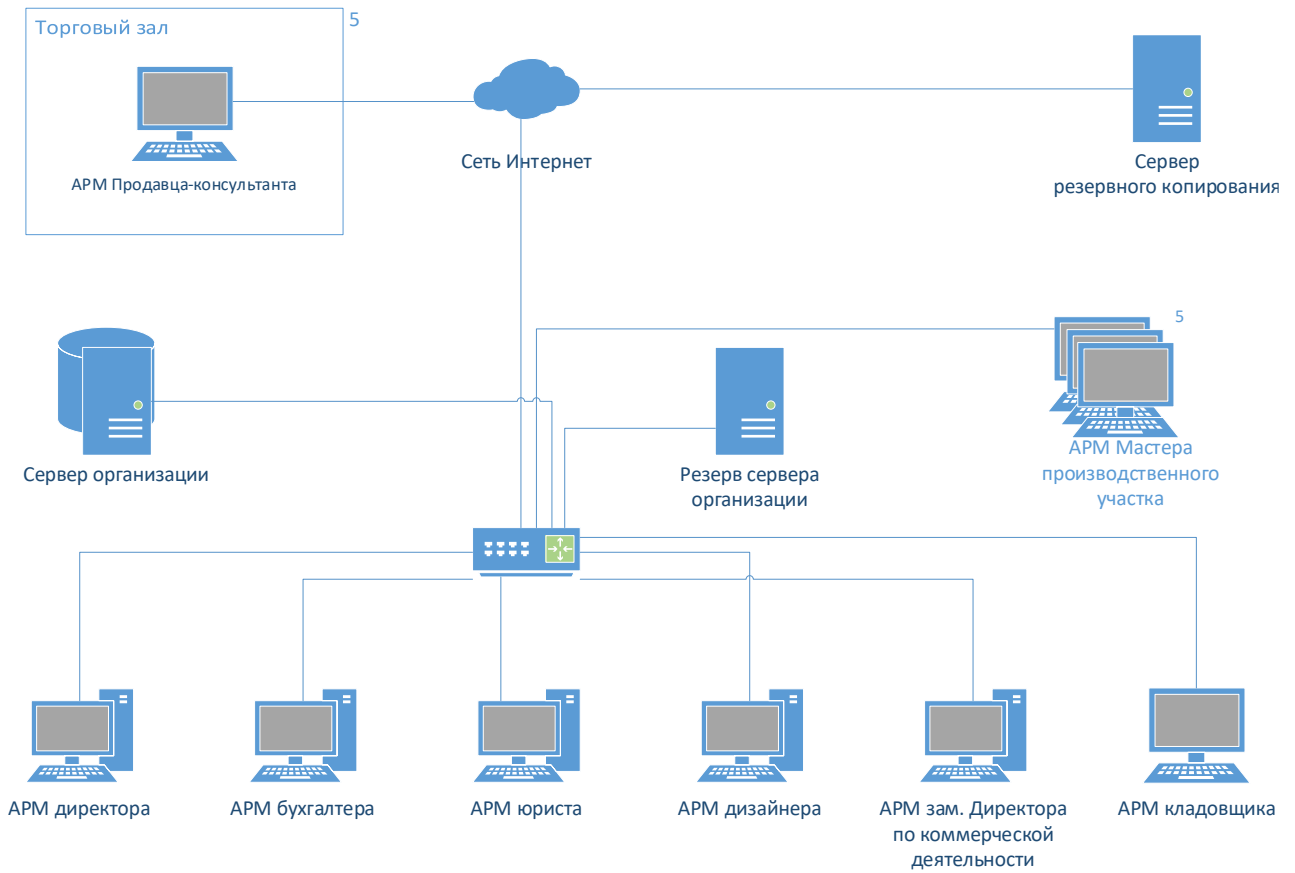 Торговый зал
5
АРМ Продавца-консультанта
Сеть Интернет
Сервер
резервного копирования
Сервер организации
Резерв сервера
организации
5
АРМ Мастера
производственного
участка
АРМ директора
АРМ бухгалтера
АРМ юриста
АРМ дизайнера
АРМ зам. Директора
по коммерческой
деятельности
АРМ кладовщика